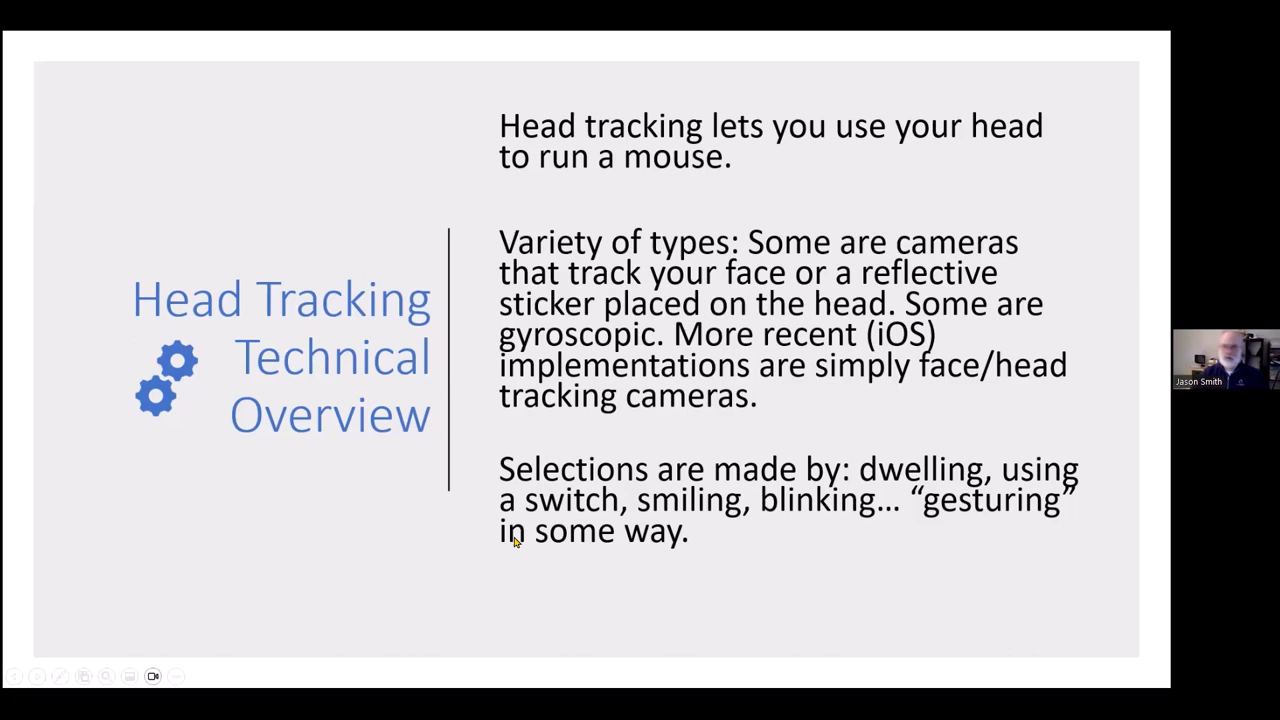 Head Tracking
Technical
Overview
Head tracking lets you use your head
to run a mouse.
Variety of types: Some are cameras
that track your face or a reflective
sticker placed on the head. Some are
gyroscopic. More recent (iOS)
implementations are simply face/head
tracking cameras.
Selections are made by: dwelling, using
a switch, smiling, blinking... “gesturing”
in some way.
Jason Smith